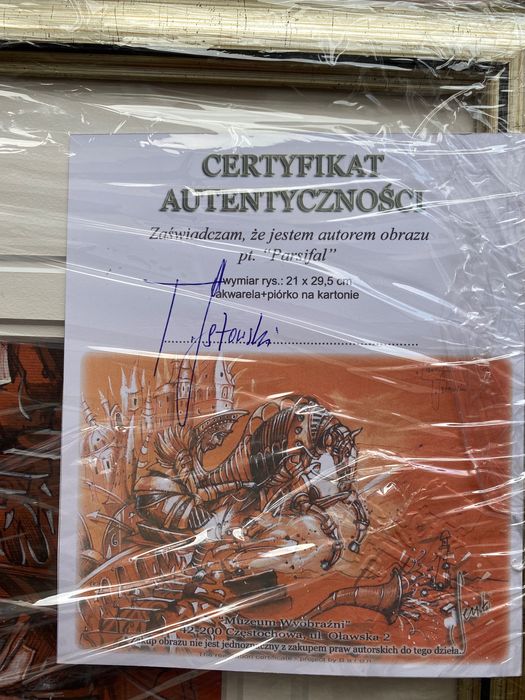 CERTYFIKAT
AUTENTYCZNOŚCI
Zaświadczam, że jestem autorem obrazu
pt. "Parsifal"
wymiar rys.: 21 x 29,5 cm
akwarela+piórko na kartonie
"Muzeum Wyobraźni"
42-200 Częstochowa, ul. Oławska 2
zakup obrazu nie jest jednoznaczny z zakupem praw autorskich do tego dzieła.